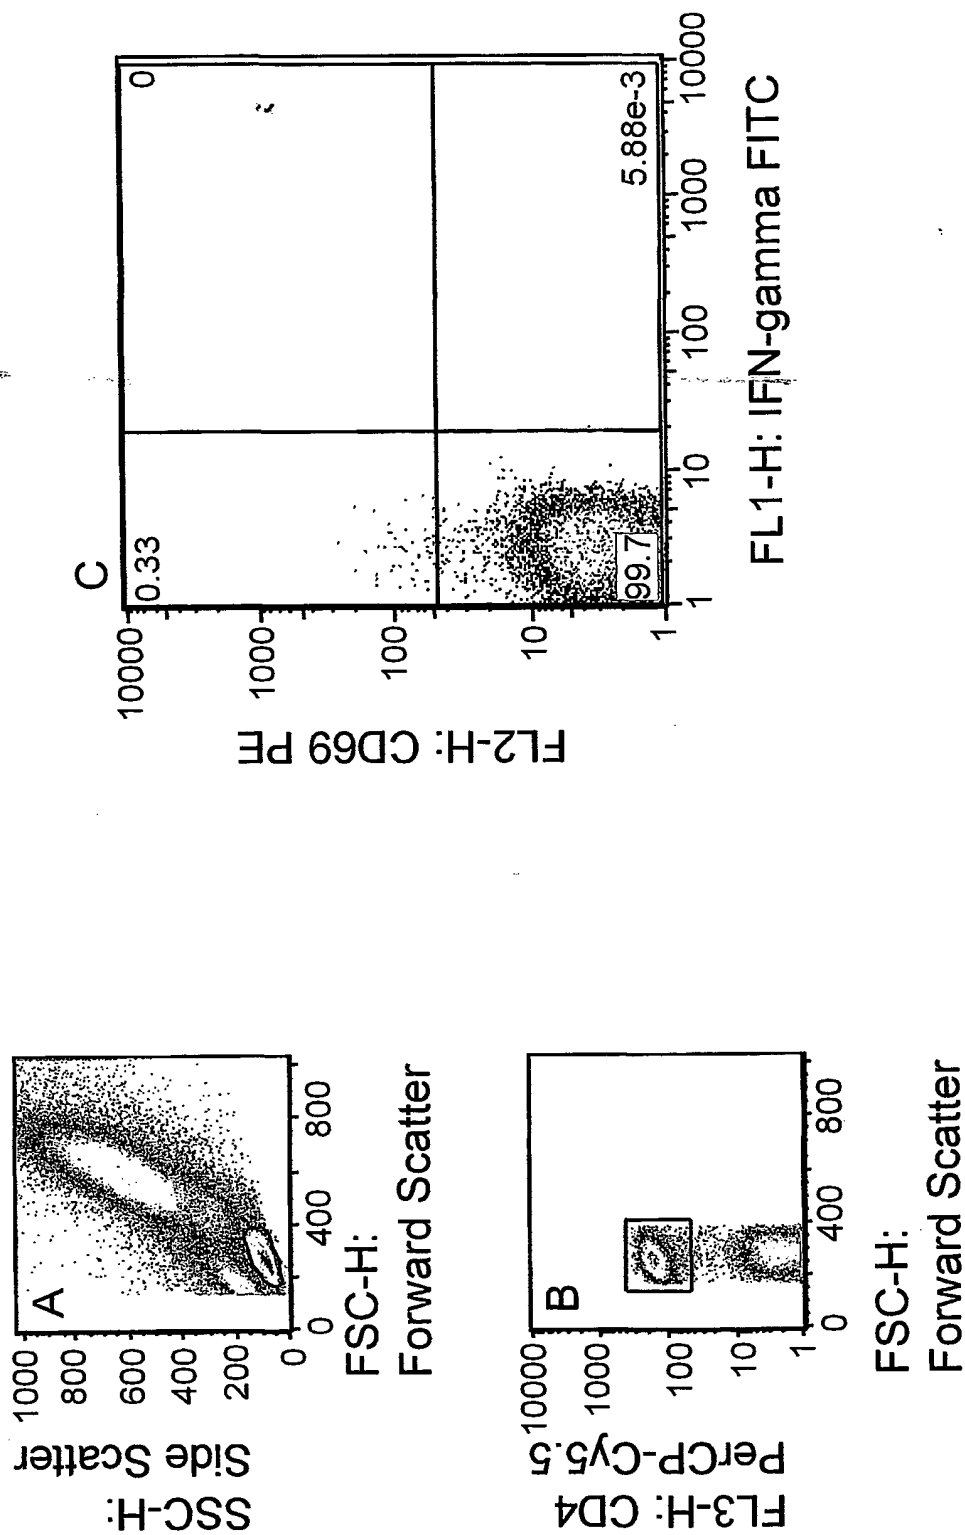 A
1000
800
600
400
200
0
0
400
800
SSC-H:
Side Scatter
FSC-H:
Forward Scatter
B
10000
1000
100
10
1
0
400
800
FL3-H: CD4
PerCP-Cy5.5
FSC-H:
Forward Scatter
C
0.33
0
99.7
5.88e-3
10000
1000
100
10
1
1
10
100
1000
10000
FL2-H: CD69 PE
FL1-H: IFN-gamma FITC